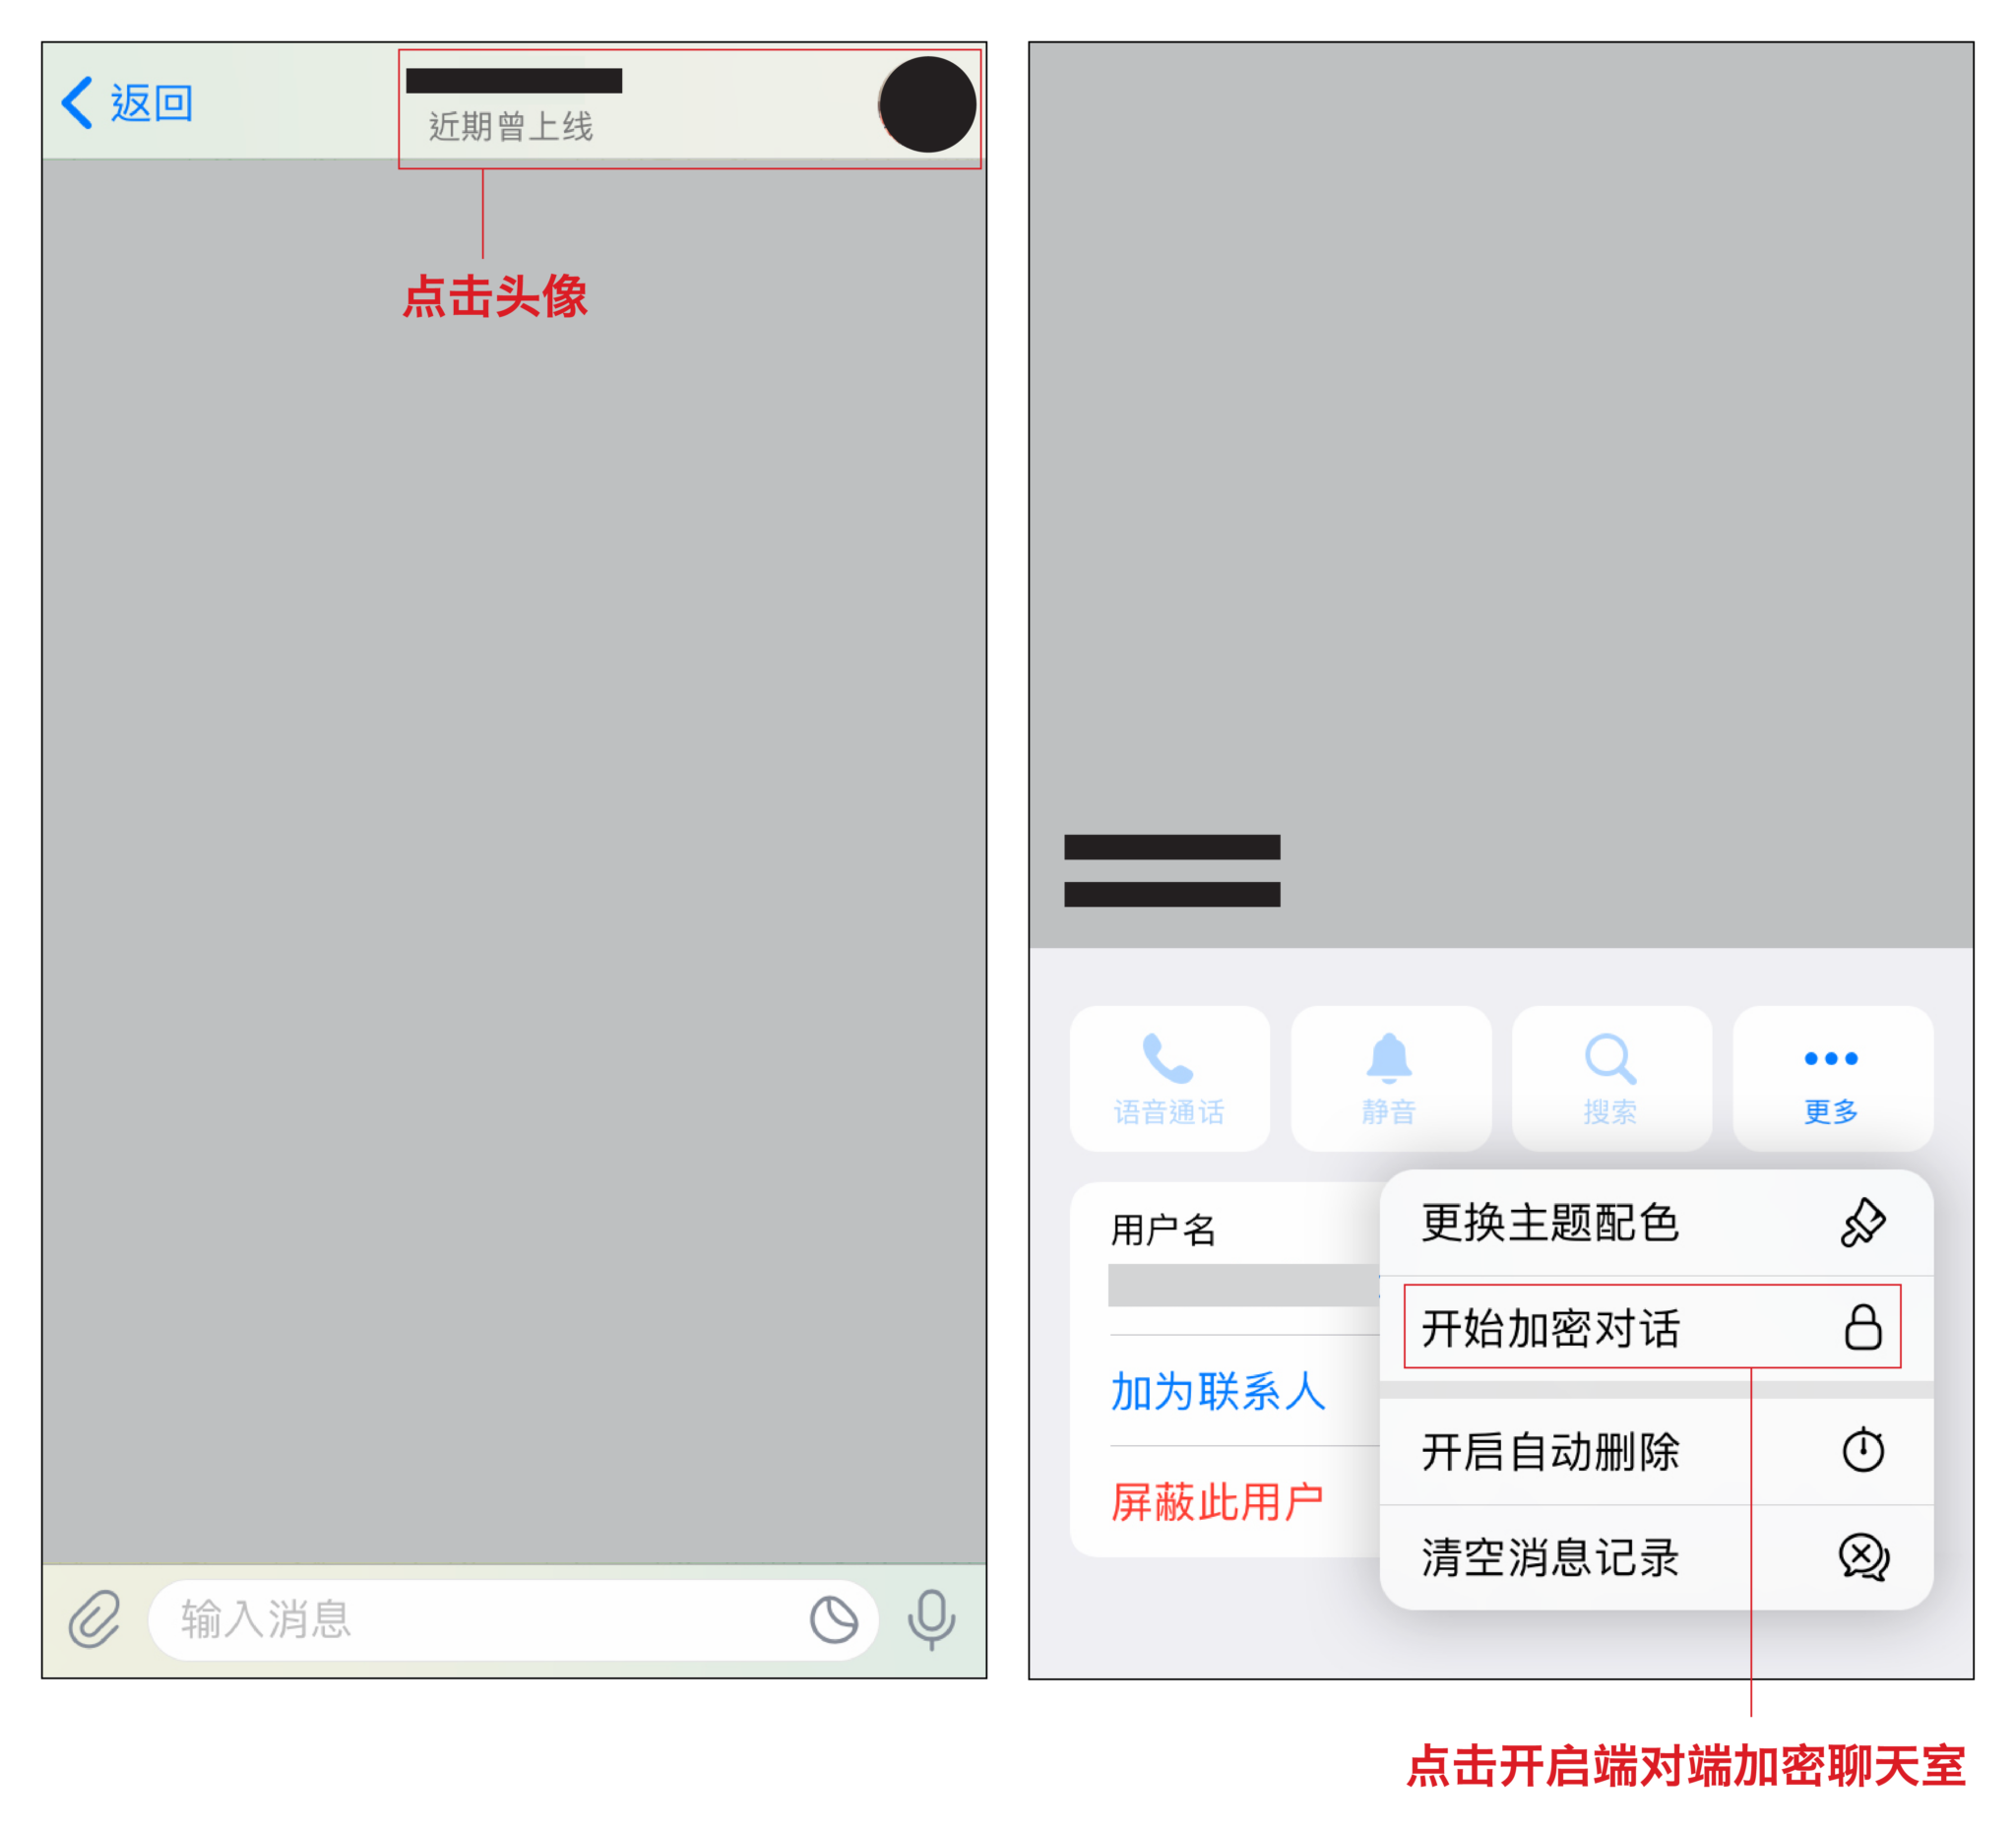 返回
近期曾上线
点击头像
输入消息
语音通话
静音
搜索
更多
用户名
加为联系人
屏蔽此用户
更换主题配色
开始加密对话
开启自动删除
清空消息记录
点击开启端对端加密聊天室